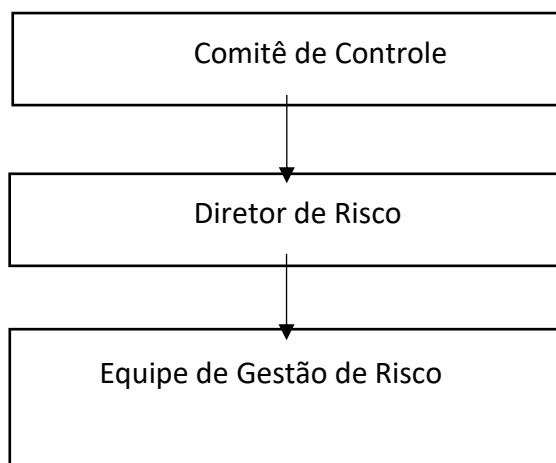 Comitê de Controle
Diretor de Risco
Equipe de Gestão de Risco